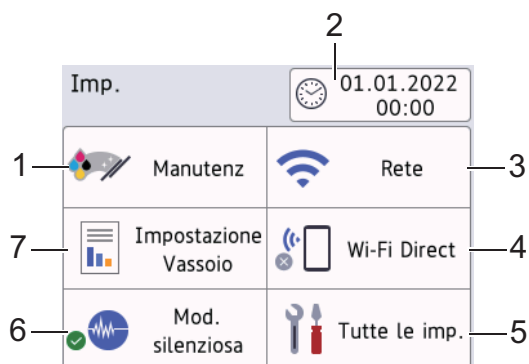 2
Imp.
01.01.2022
00:00
1
Manutenz
Rete
3
7
Impostazione
Vassoio
Wi-Fi Direct
4
6
Mod.
silenziosa
Tutte le imp.
5